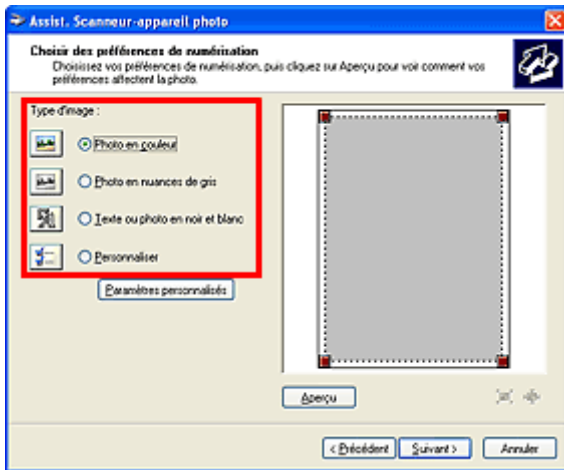 Assist. Scanneur-appareil photo
Choisir des préférences de numérisation
Choisissez vos préférences de numérisation, puis cliquez sur Aperçu pour voir comment vos
préférences affectent la photo.
Type d'image :
Photo en couleur
Photo en nuances de gris
Texte ou photo en noir et blanc
Personnaliser
Paramètres personnalisés
Aperçu
< Précédent
Suivant >
Annuler